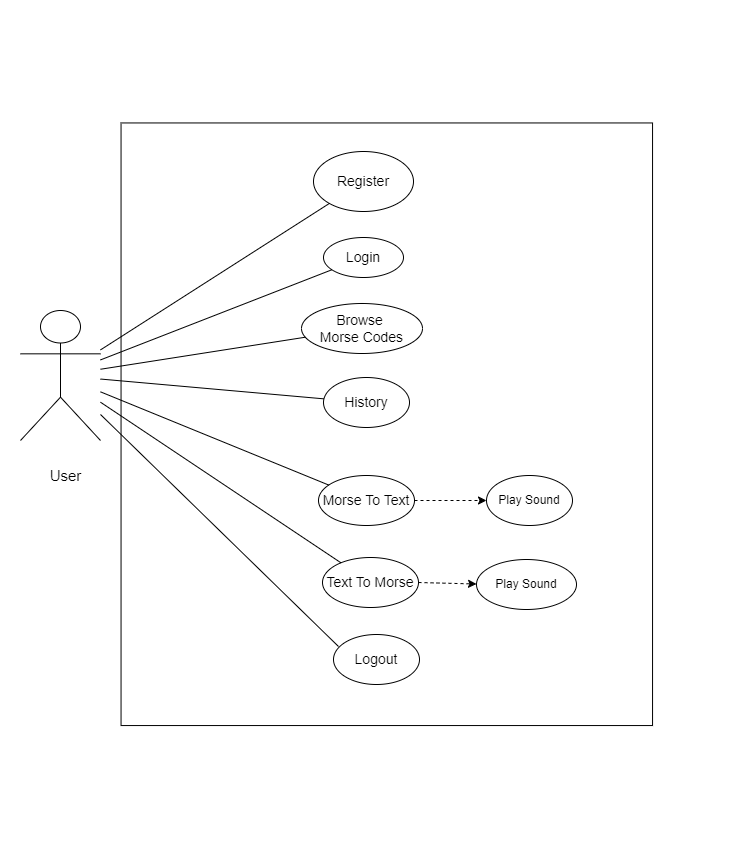 Register
Login
Browse
Morse Codes
History
User
Morse To Text
Play Sound
Text To Morse
Play Sound
Logout